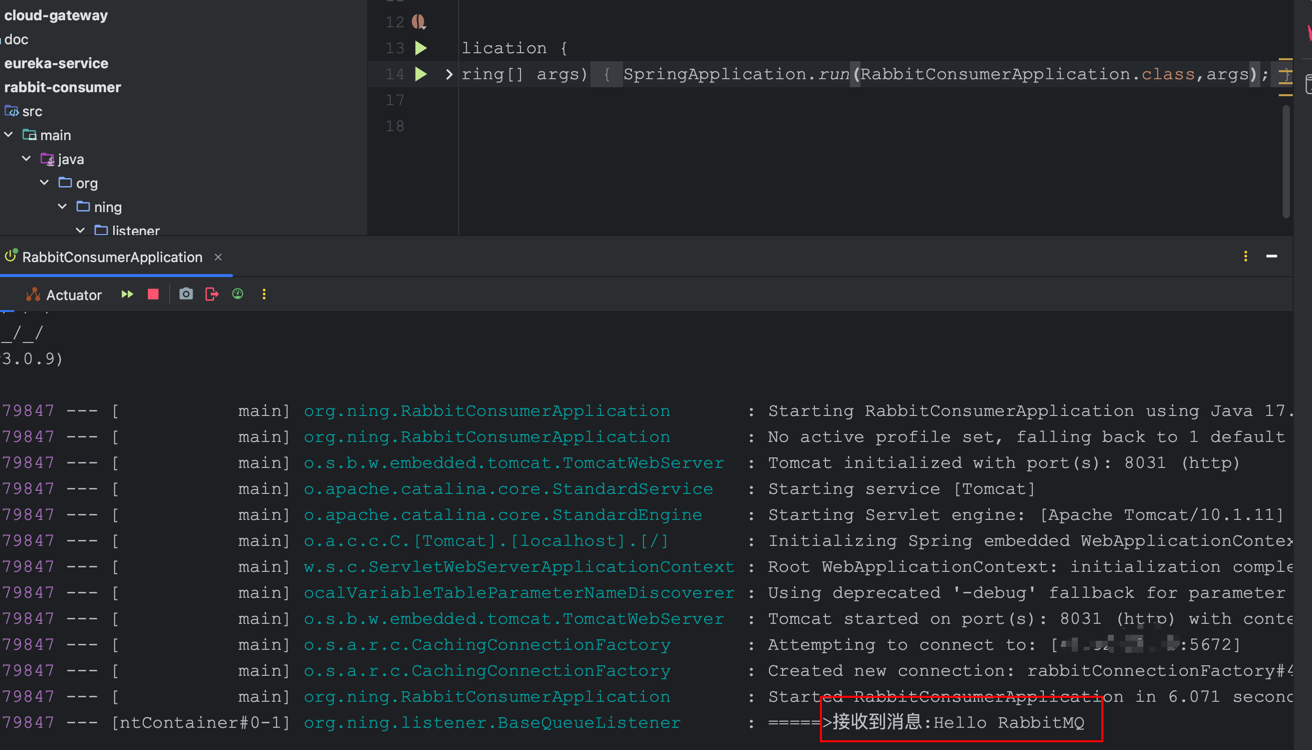 cloud-gateway
doc
eureka-service
rabbit-consumer
src
main
java
org
ning
listener
12
13 lication {
14 ring[] args) { SpringApplication.run(RabbitConsumerApplication.class,args); }
17
18
RabbitConsumerApplication
Actuator
_/_/
3.0.9)
79847 --- [ main] org.ning.RabbitConsumerApplication : Starting RabbitConsumerApplication using Java 17.
79847 --- [ main] org.ning.RabbitConsumerApplication : No active profile set, falling back to 1 default
79847 --- [ main] o.s.b.w.embedded.tomcat.TomcatWebServer : Tomcat initialized with port(s): 8031 (http)
79847 --- [ main] o.apache.catalina.core.StandardService : Starting service [Tomcat]
79847 --- [ main] o.apache.catalina.core.StandardEngine : Starting Servlet engine: [Apache Tomcat/10.1.11]
79847 --- [ main] o.a.c.c.C.[Tomcat].[localhost].[/] : Initializing Spring embedded WebApplicationContex
79847 --- [ main] w.s.c.ServletWebServerApplicationContext : Root WebApplicationContext: initialization comple
79847 --- [ main] ocalVariableTableParameterNameDiscoverer : Using deprecated '-debug' fallback for parameter
79847 --- [ main] o.s.b.w.embedded.tomcat.TomcatWebServer : Tomcat started on port(s): 8031 (http) with conte
79847 --- [ main] o.s.a.r.c.CachingConnectionFactory : Attempting to connect to: [ :5672]
79847 --- [ main] o.s.a.r.c.CachingConnectionFactory : Created new connection: rabbitConnectionFactory#4
79847 --- [ main] org.ning.RabbitConsumerApplication : Started RabbitConsumerApplication in 6.071 secon
79847 --- [ntContainer#0-1] org.ning.listener.BaseQueueListener : =====>接收到消息:Hello RabbitMQ